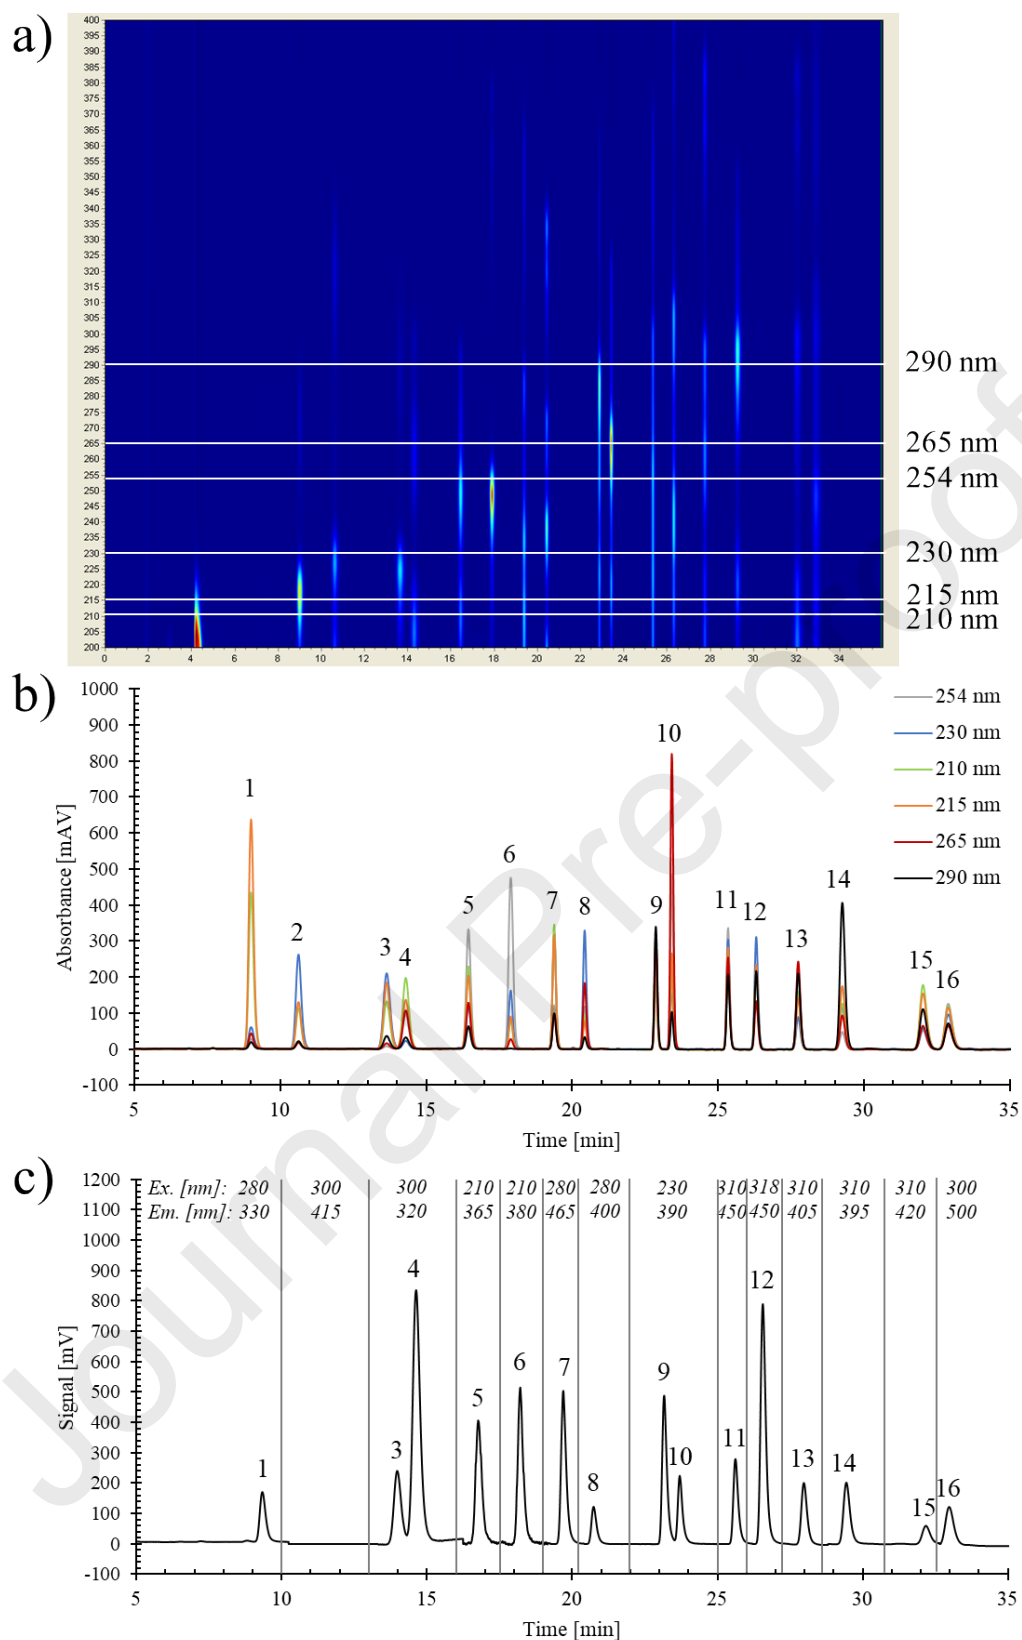 a)
400
395
390
385
380
375
370
365
360
355
350
345
340
335
330
325
320
315
310
305
300
295
290
285
280
275
270
265
260
255
250
245
240
235
230
225
220
215
210
205
200
0 2 4 6 8 10 12 14 16 18 20 22 24 26 28 30 32 34
290 nm
265 nm
254 nm
230 nm
215 nm
210 nm
b)
1000
900
800
700
600
500
400
300
200
100
0
-100
Absorbance [mAV]
1 2 3 4 5 6 7 8 9 10 11 12 13 14 15 16
254 nm
230 nm
210 nm
215 nm
265 nm
290 nm
5 10 15 20 25 30 35
Time [min]
c)
Ex. [nm]: 280 300 300 210 210 280 280 230 310 318 310 310 310 300
Em. [nm]: 330 415 320 365 380 465 400 390 450 450 405 395 420 500
1200
1100
1000
900
800
700
600
500
400
300
200
100
0
-100
Signal [mV]
1 3 4 5 6 7 8 9 10 11 12 13 14 15 16
5 10 15 20 25 30 35
Time [min]
Journal Pre-proof